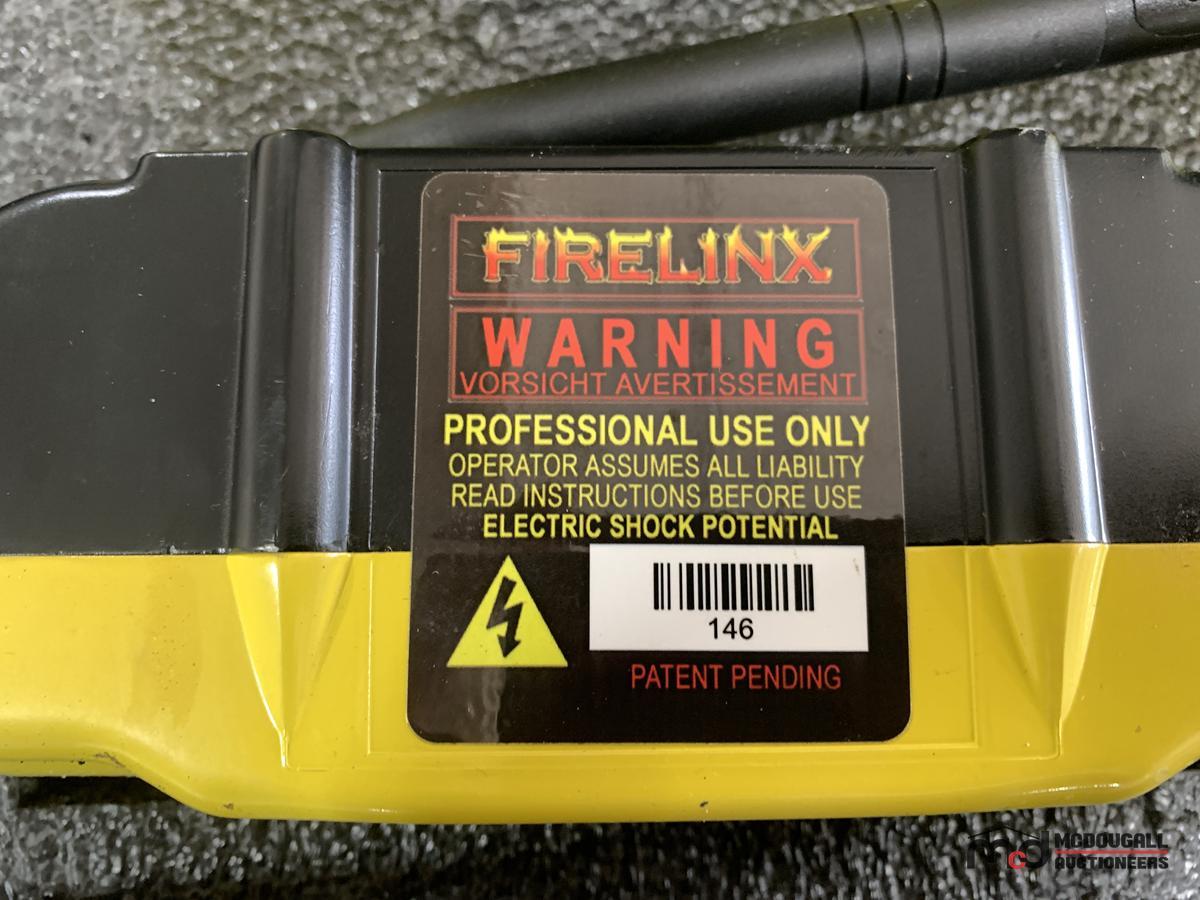 FIRELINX
WARNING
VORSICHT AVERTISSEMENT
PROFESSIONAL USE ONLY
OPERATOR ASSUMES ALL LIABILITY
READ INSTRUCTIONS BEFORE USE
ELECTRIC SHOCK POTENTIAL
146
PATENT PENDING
McD MCDOUGALL
AUCTIONEERS